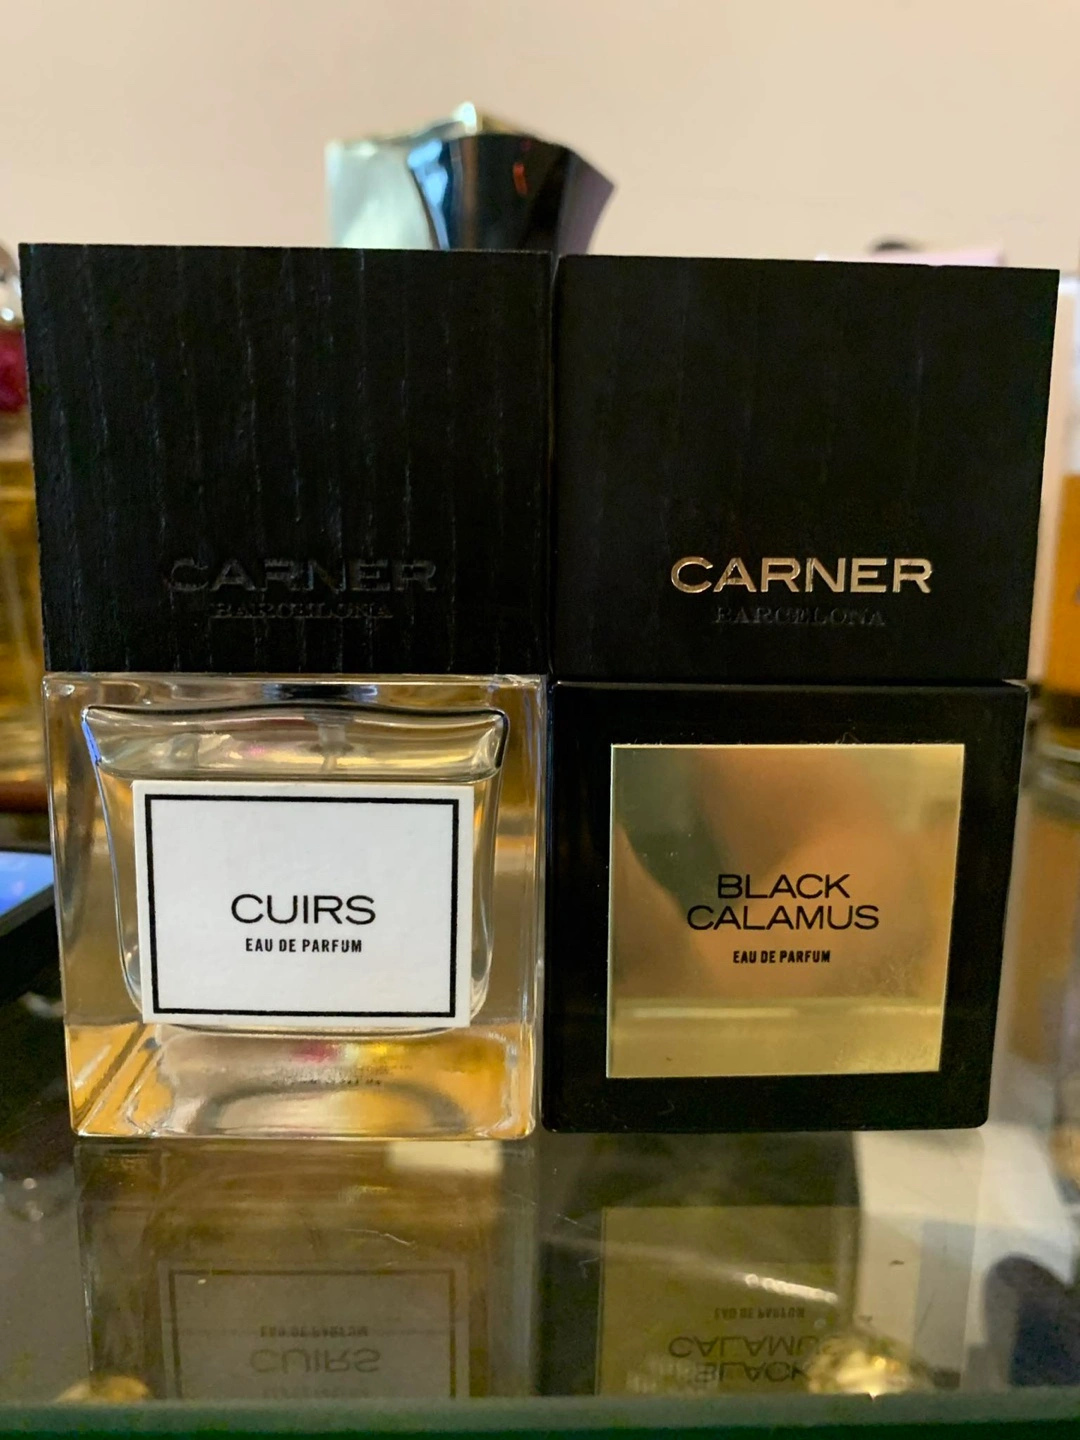 CARNER
BARCELONA
CUIRS
EAU DE PARFUM
CARNER
BARCELONA
BLACK
CALAMUS
EAU DE PARFUM